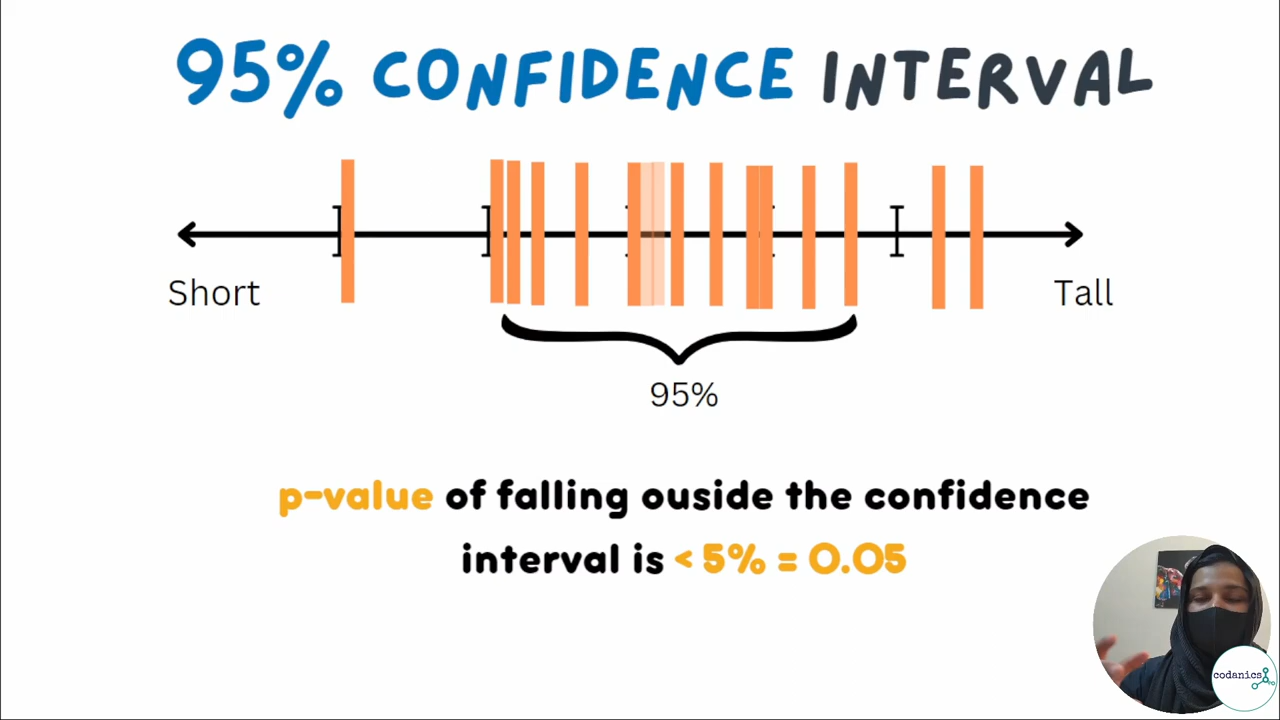 95% CONFIDENCE INTERVAL
Short
Tall
95%
p-value of falling ouside the confidence
interval is < 5% = 0.05
codanics